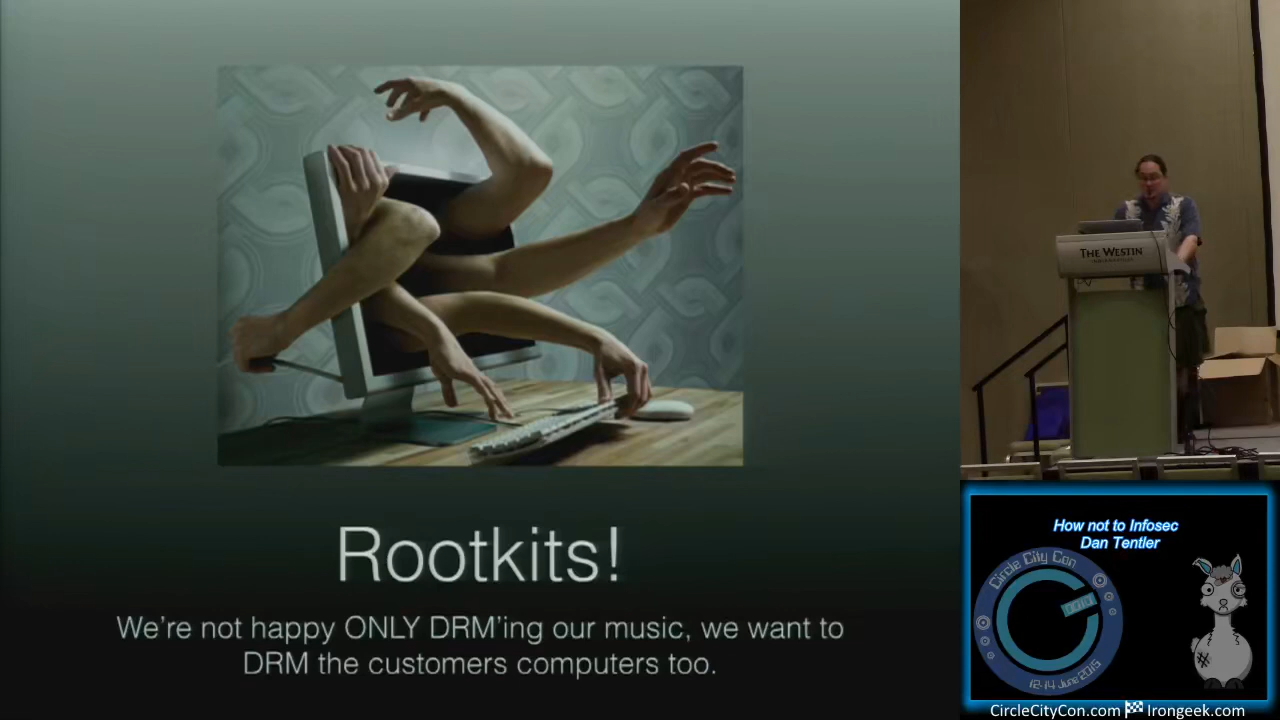 Rootkits!
We're not happy ONLY DRM'ing our music, we want to
DRM the customers computers too.
THE WESTIN
How not to Infosec
Dan Tentler
Circle City Con
12-14 June 2015
CircleCityCon.com Irongeek.com